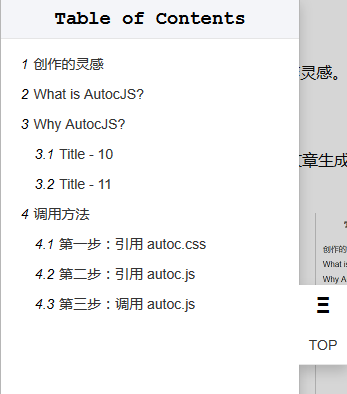 Table of Contents
1 创作的灵感
2 What is AutocJS?
3 Why AutocJS?
3.1 Title - 10
3.2 Title - 11
4 调用方法
4.1 第一步：引用 autoc.css
4.2 第二步：引用 autoc.js
4.3 第三步：调用 autoc.js
灵感。
章生成
创作的
What is
Why A
TOP